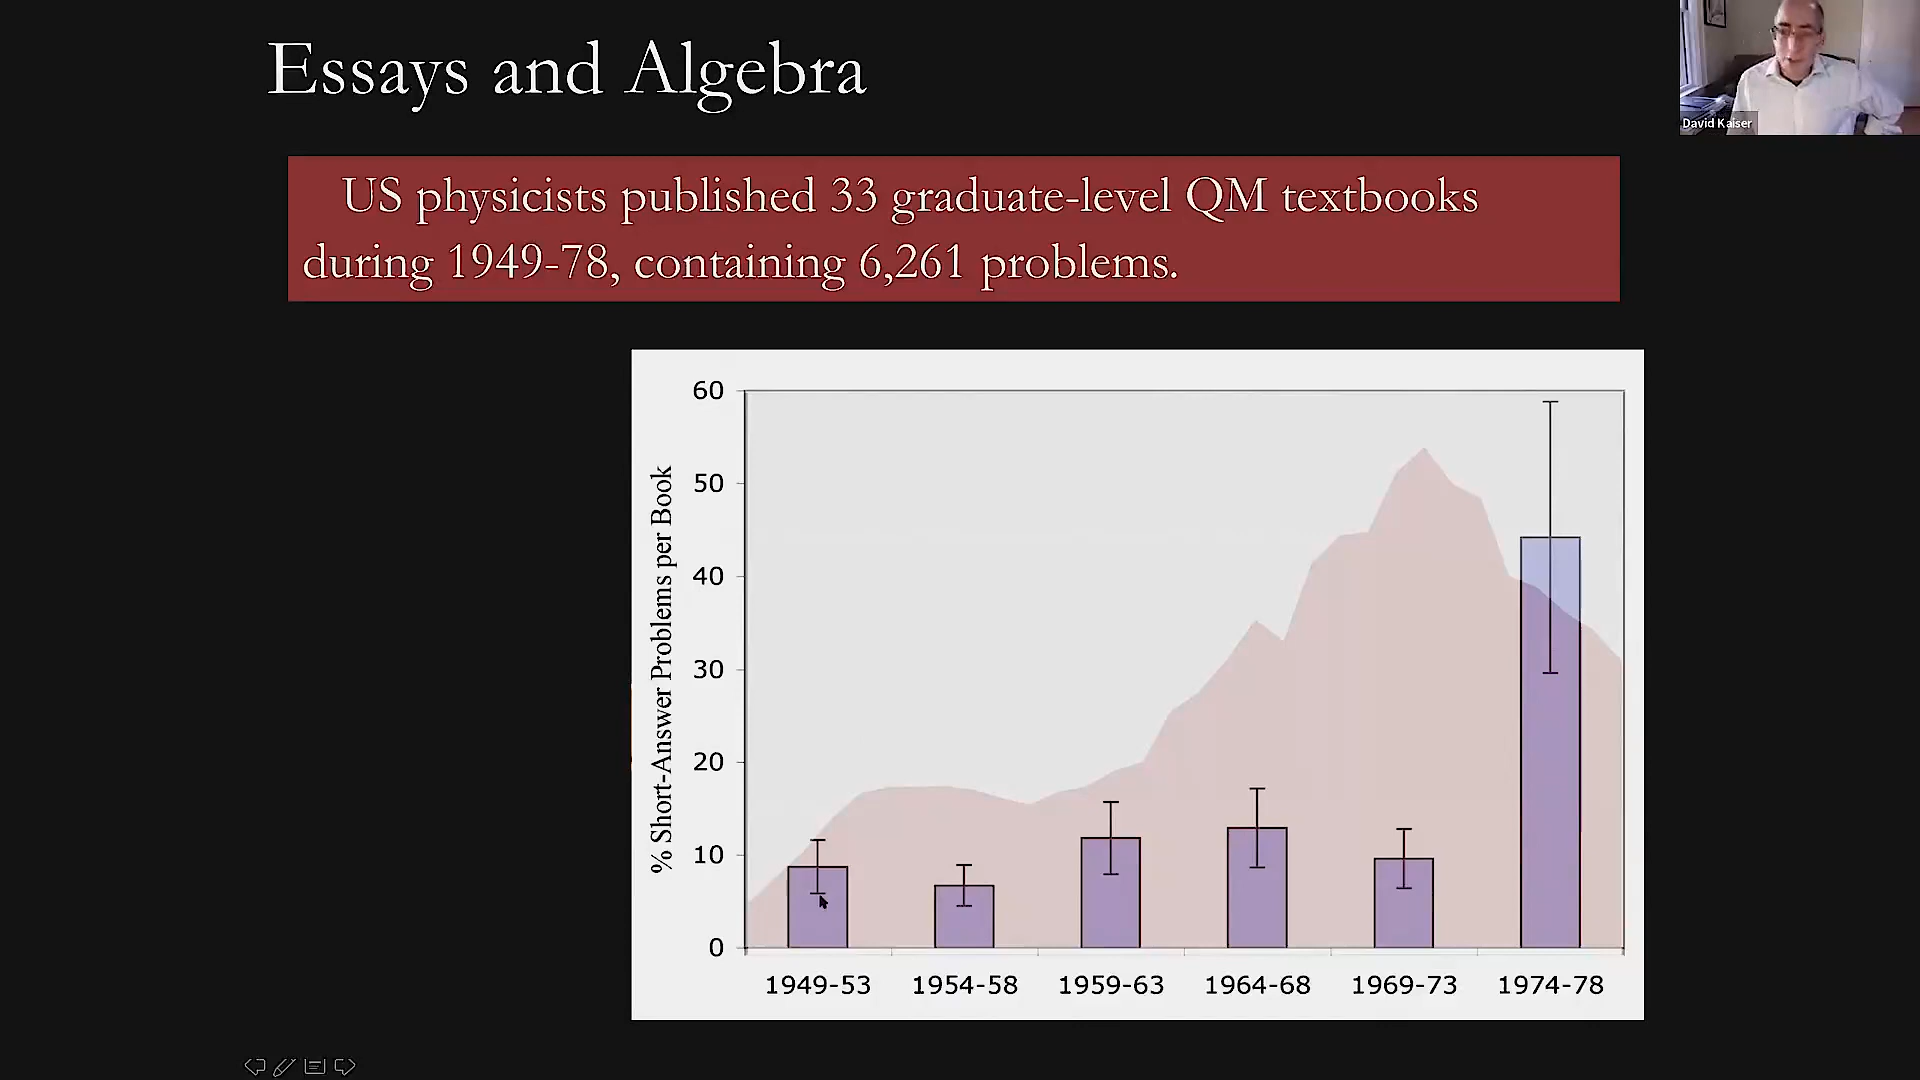 Essays and Algebra
David Kaiser
US physicists published 33 graduate-level QM textbooks
during 1949-78, containing 6,261 problems.
% Short-Answer Problems per Book
60
50
40
30
20
10
0
1949-53 1954-58 1959-63 1964-68 1969-73 1974-78